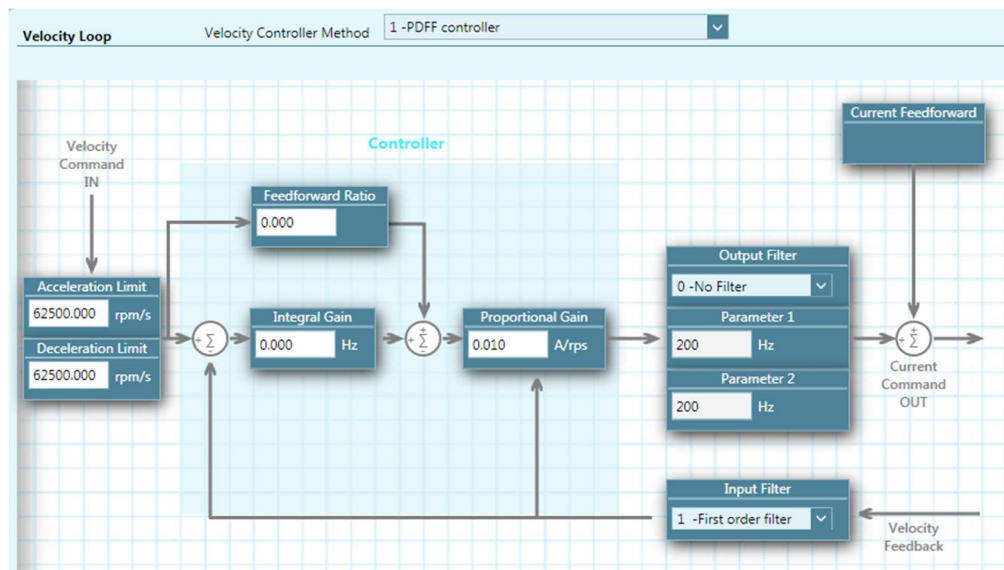 Velocity Loop
Velocity Controller Method
1 -PDFF controller
Current Feedforward
Velocity
Command
IN
Controller
Feedforward Ratio
0.000
Acceleration Limit
62500.000 rpm/s
Deceleration Limit
62500.000 rpm/s
+ Σ -
Integral Gain
0.000 Hz
+
+ Σ
-
Proportional Gain
0.010 A/rps
Output Filter
0 -No Filter
Parameter 1
200 Hz
Parameter 2
200 Hz
+
+ Σ
Current
Command
OUT
Input Filter
1 -First order filter
Velocity
Feedback